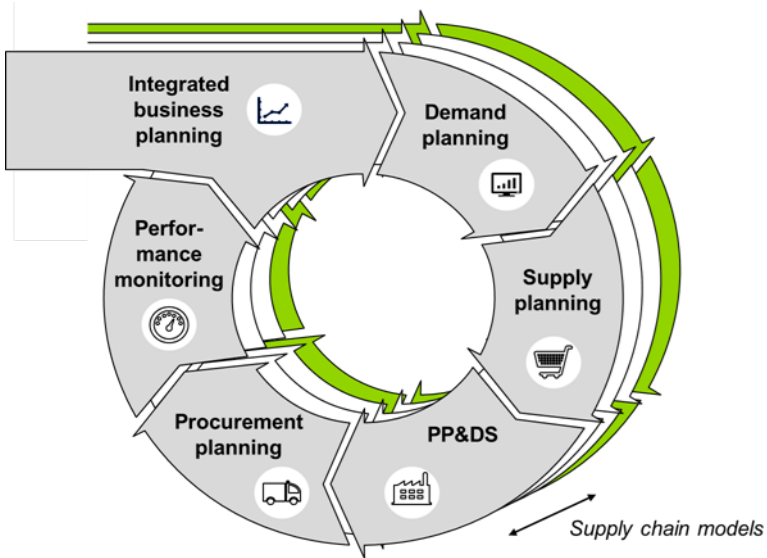 Integrated
business
planning
Demand
planning
Supply
planning
PP&DS
Procurement
planning
Perfor-
mance
monitoring
Supply chain models